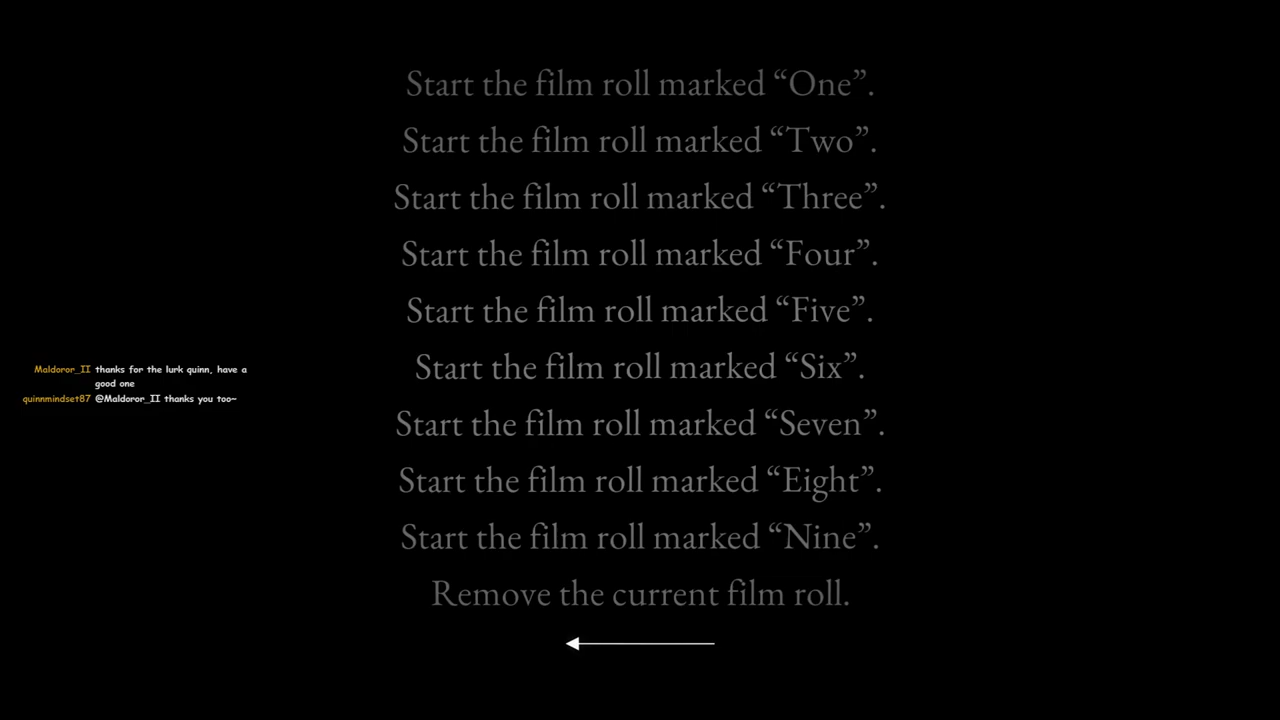 Start the film roll marked “One”.
Start the film roll marked “Two”.
Start the film roll marked “Three”.
Start the film roll marked “Four”.
Start the film roll marked “Five”.
Start the film roll marked “Six”.
Start the film roll marked “Seven”.
Start the film roll marked “Eight”.
Start the film roll marked “Nine”.
Remove the current film roll.
Maldoror_II thanks for the lurk quinn, have a
good one
quinnmindset87 @Maldoror_II thanks you too~